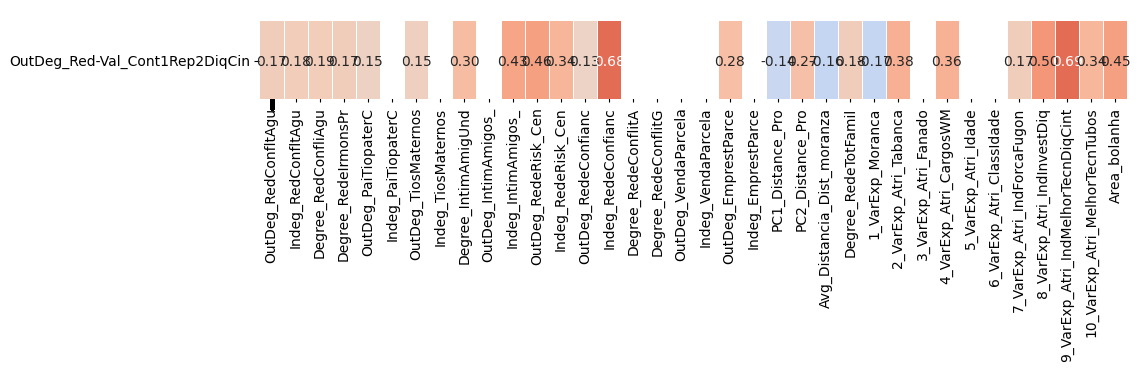 OutDeg_Red-Val_Cont1Rep2DiqCin
0.17 0.18 0.19 0.17 0.15 0.15 0.30 0.43 0.46 0.34 0.13 0.68 0.28 -0.14 0.27 -0.16 0.18 -0.17 0.38 0.36 0.17 0.50 0.69 0.34 0.45
OutDeg_RedConfltAgu
Indeg_RedConfltAgu
Degree_RedConfliAgu
Degree_RedeIrmonsPr
OutDeg_PaiTiopaterC
Indeg_PaiTiopaterC
OutDeg_TiosMaternos
Indeg_TiosMaternos
Degree_IntimAmigUnd
OutDeg_IntimAmigos_
Indeg_IntimAmigos_
OutDeg_RedeRisk_Cen
Indeg_RedeRisk_Cen
OutDeg_RedeConfianc
Indeg_RedeConfianc
Degree_RedeConflitA
Degree_RedeConflitG
OutDeg_VendaParcela
Indeg_VendaParcela
OutDeg_EmprestParce
Indeg_EmprestParce
PC1_Distance_Pro
PC2_Distance_Pro
Avg_Distancia_Dist_moranza
Degree_RedeTotFamil
1_VarExp_Moranca
2_VarExp_Atri_Tabanca
3_VarExp_Atri_Fanado
4_VarExp_Atri_CargosWM
5_VarExp_Atri_Idade
6_VarExp_Atri_ClassIdade
7_VarExp_Atri_IndForcaFugon
8_VarExp_Atri_IndInvestDiq
9_VarExp_Atri_IndMelhorTecnDiqCint
10_VarExp_Atri_MelhorTecnTubos
Area_bolanha